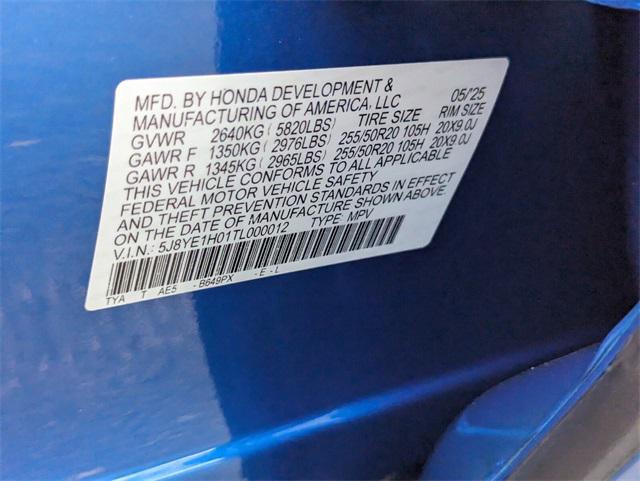 MFD. BY HONDA DEVELOPMENT &
MANUFACTURING OF AMERICA, LLC 05/'25
GVWR 2640KG ( 5820LBS) TIRE SIZE RIM SIZE
GAWR F 1350KG ( 2976LBS) 255/50R20 105H 20X9.0J
GAWR R 1345KG ( 2965LBS) 255/50R20 105H 20X9.0J
THIS VEHICLE CONFORMS TO ALL APPLICABLE
FEDERAL MOTOR VEHICLE SAFETY
AND THEFT PREVENTION STANDARDS IN EFFECT
ON THE DATE OF MANUFACTURE SHOWN ABOVE.
V.I.N.: 5J8YE1H01TL000012 TYPE: MPV
TYA T AE5 -B649PX -E-L